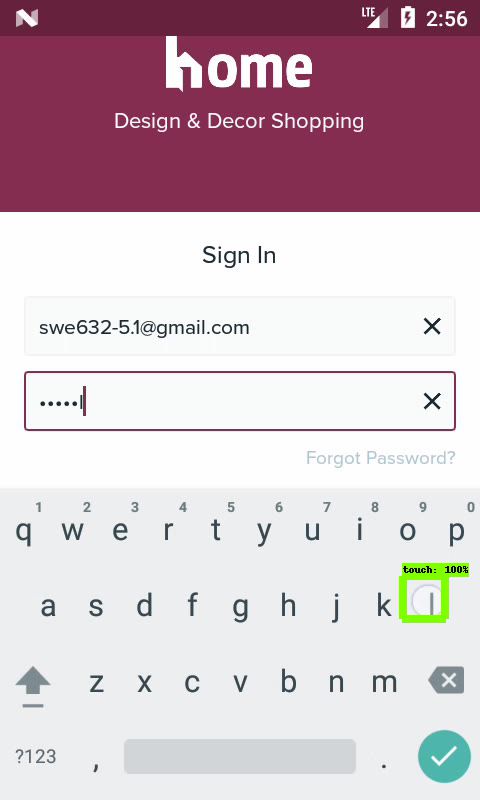 LTE 2:56
home
Design & Decor Shopping
Sign In
swe632-5.1@gmail.com
•••••l
Forgot Password?
1 2 3 4 5 6 7 8 9 0
q w e r t y u i o p
touch: 100%
a s d f g h j k l
z x c v b n m
?123 , .